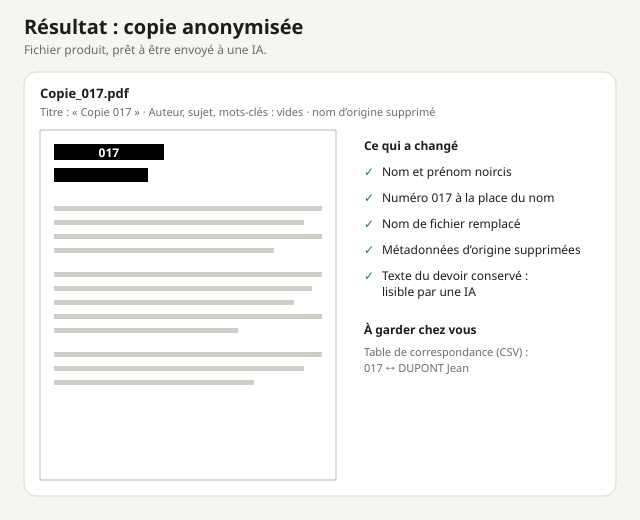 Résultat : copie anonymisée
Fichier produit, prêt à être envoyé à une IA.
Copie_017.pdf
Titre : « Copie 017 » · Auteur, sujet, mots-clés : vides · nom d’origine supprimé
017
Ce qui a changé
✓ Nom et prénom noircis
✓ Numéro 017 à la place du nom
✓ Nom de fichier remplacé
✓ Métadonnées d’origine supprimées
✓ Texte du devoir conservé :
lisible par une IA
À garder chez vous
Table de correspondance (CSV) :
017 ↔ DUPONT Jean